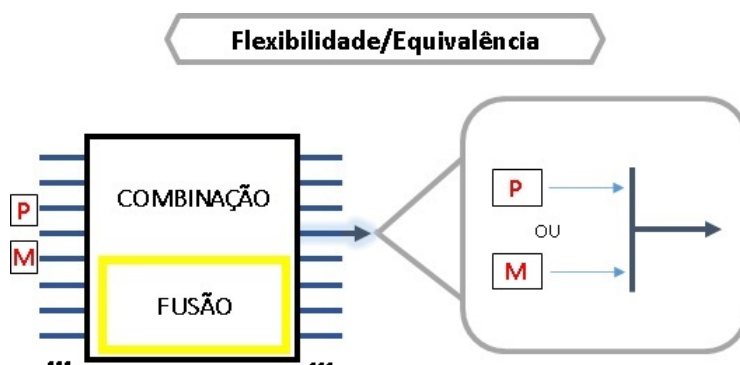 Flexibilidade/Equivalência
COMBINAÇÃO
P
M
FUSÃO
P
OU
M